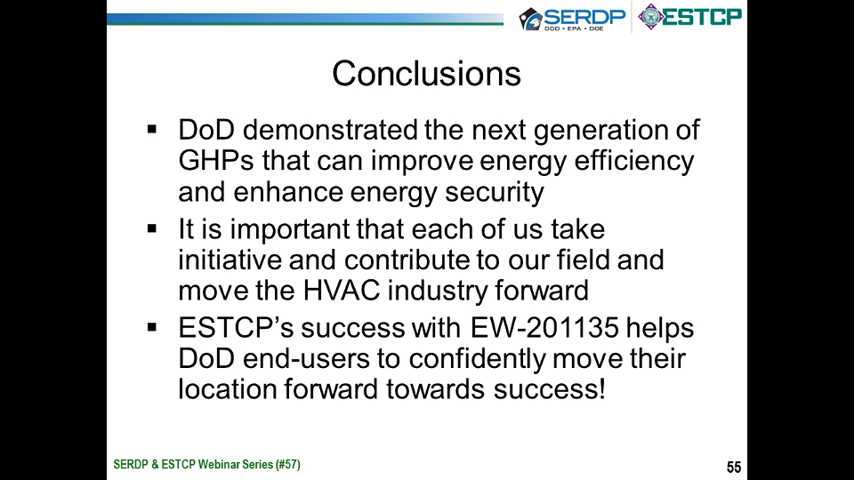 SERDP
DOD • EPA • DOE
ESTCP
Conclusions
▪ DoD demonstrated the next generation of
GHPs that can improve energy efficiency
and enhance energy security
▪ It is important that each of us take
initiative and contribute to our field and
move the HVAC industry forward
▪ ESTCP's success with EW-201135 helps
DoD end-users to confidently move their
location forward towards success!
SERDP & ESTCP Webinar Series (#57)
55